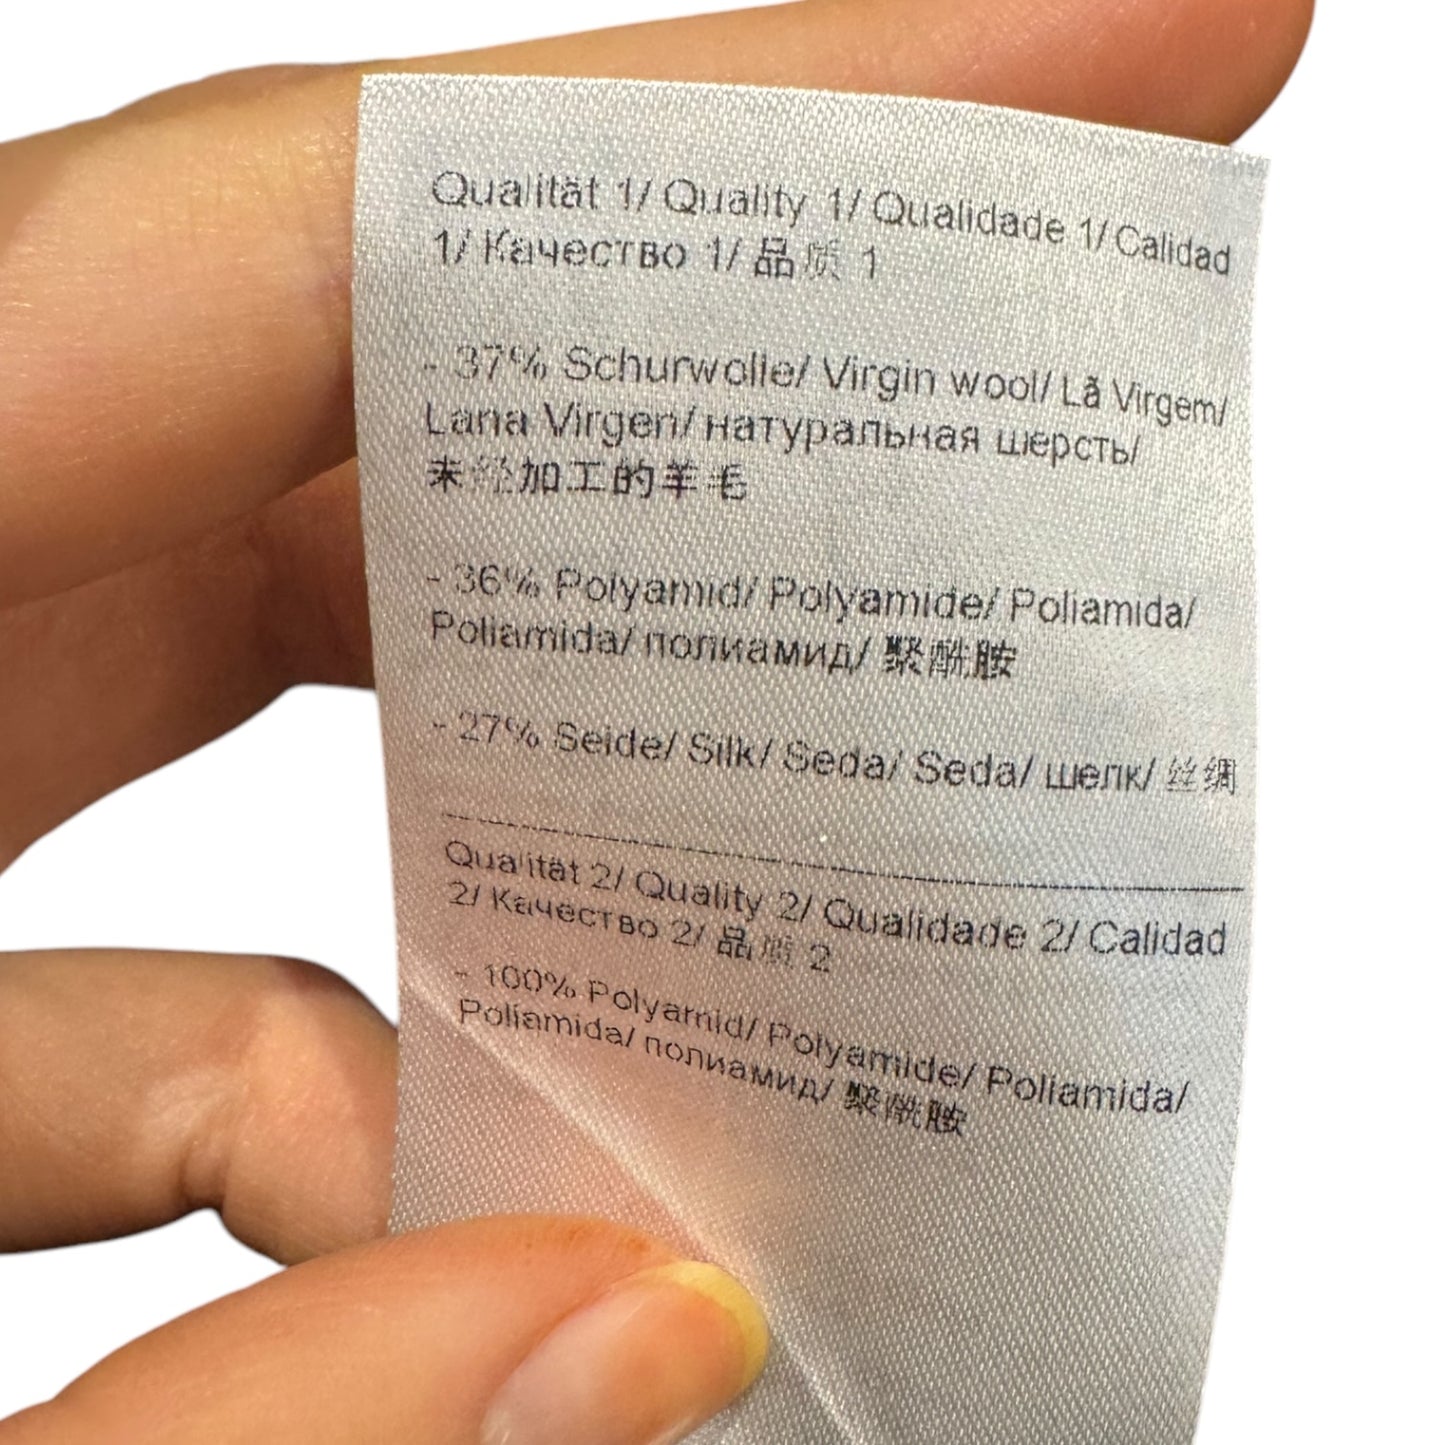 Qualität 1/ Quality 1/ Qualidade 1/ Calidad
1/ Качество 1/ 品质 1
- 37% Schurwolle/ Virgin wool/ Lã Virgem/
Lana Virgen/ натуральная шерсть/
未经加工的羊毛
- 36% Polyamid/ Polyamide/ Poliamida/
Poliamida/ полиамид/ 聚酰胺
- 27% Seide/ Silk/ Seda/ Seda/ шелк/ 丝绸
Qualität 2/ Quality 2/ Qualidade 2/ Calidad
2/ Качество 2/ 品质 2
- 100% Polyamid/ Polyamide/ Poliamida/
Poliamida/ полиамид/ 聚酰胺